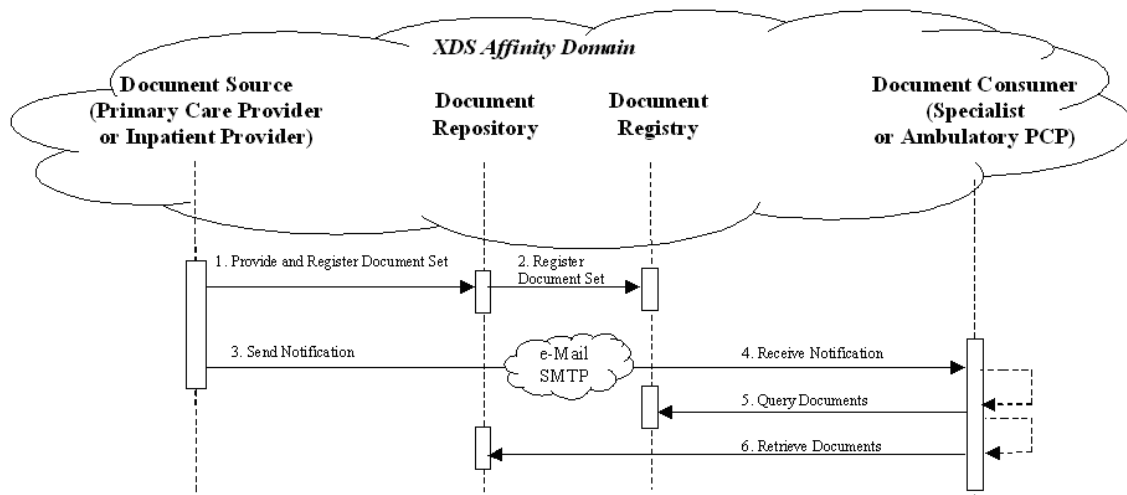 XDS Affinity Domain
Document Source
(Primary Care Provider
or Inpatient Provider)
Document
Repository
Document
Registry
Document Consumer
(Specialist
or Ambulatory PCP)
1. Provide and Register Document Set
2. Register
Document Set
3. Send Notification
e-Mail
SMTP
4. Receive Notification
5. Query Documents
6. Retrieve Documents